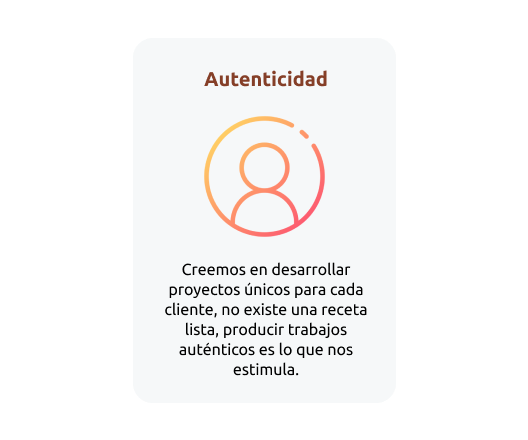 Autenticidad
Creemos en desarrollar
proyectos únicos para cada
cliente, no existe una receta
lista, producir trabajos
auténticos es lo que nos
estimula.